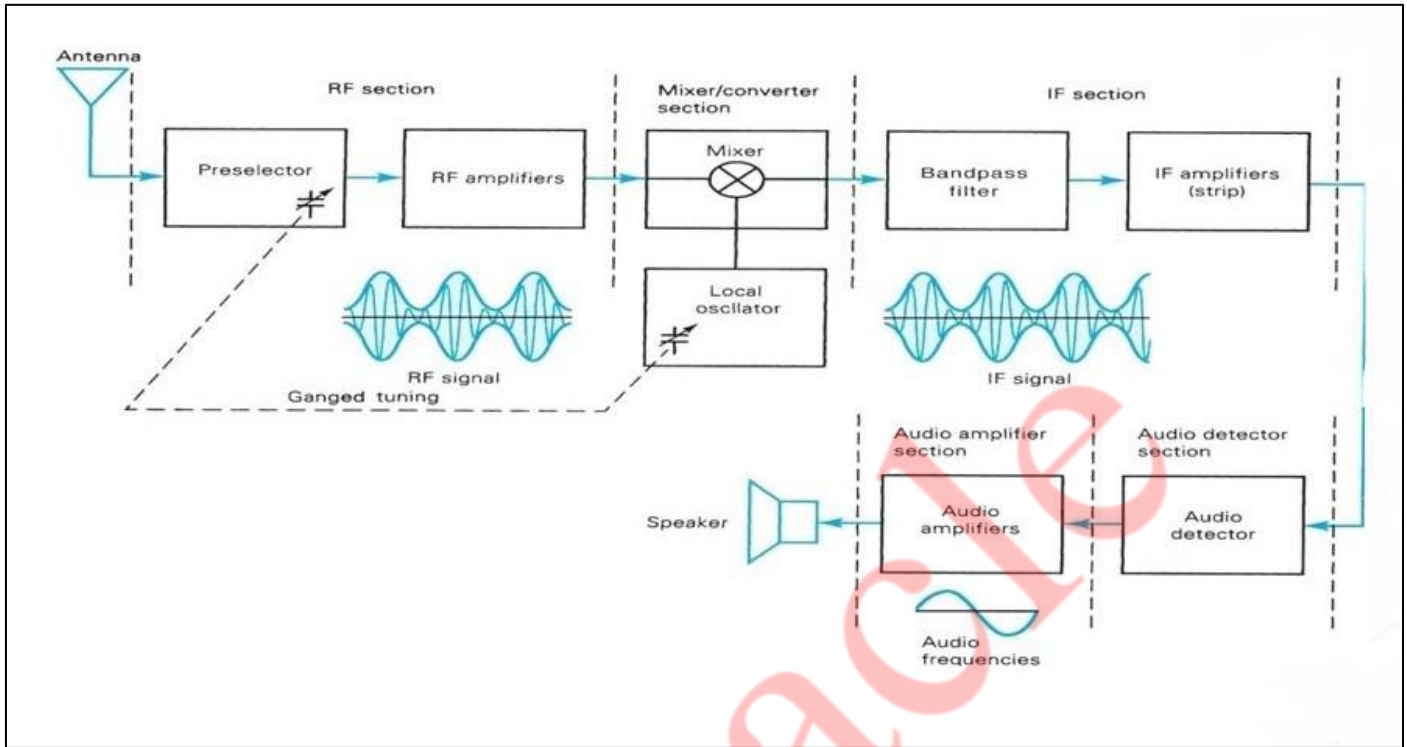 Antenna
RF section
Mixer/converter
section
IF section
Preselector
RF amplifiers
Mixer
Bandpass
filter
IF amplifiers
(strip)
Local
oscllator
RF signal
IF signal
Ganged tuning
Audio amplifier
section
Audio detector
section
Speaker
Audio
amplifiers
Audio
detector
Audio
frequencies
acle